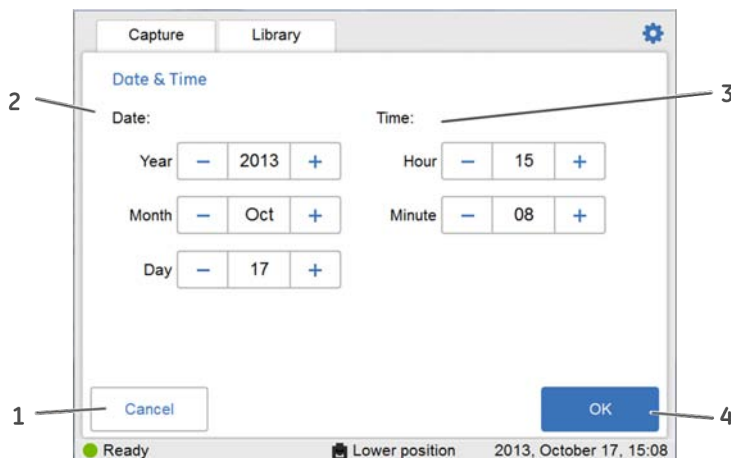 Capture Library
Date & Time
2 3
Date: Time:
Year − 2013 + Hour − 15 +
Month − Oct + Minute − 08 +
Day − 17 +
1 Cancel OK 4
Ready Lower position 2013, October 17, 15:08